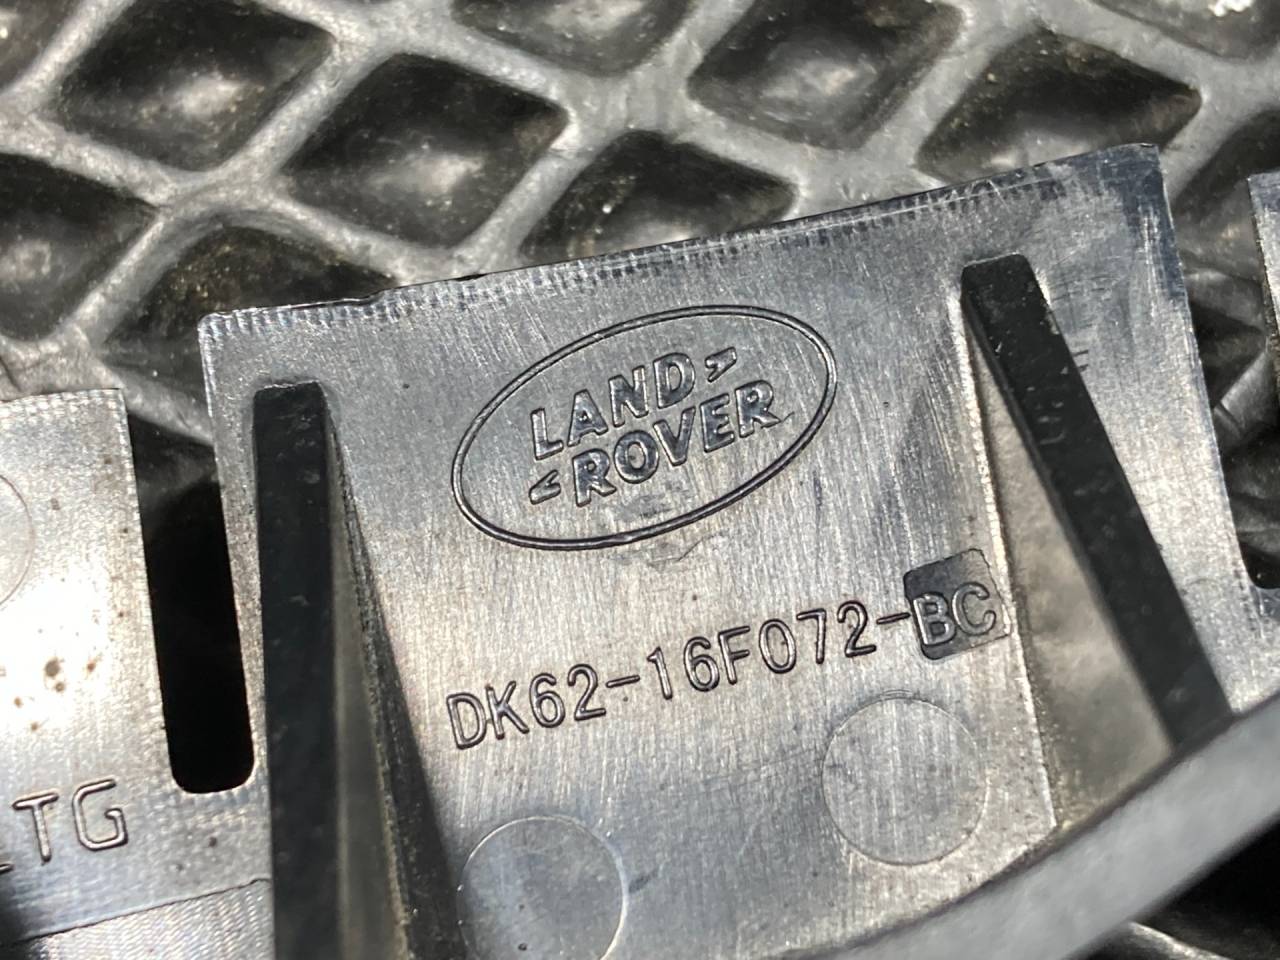 LAND
ROVER
DK62-16F072-BC
TG